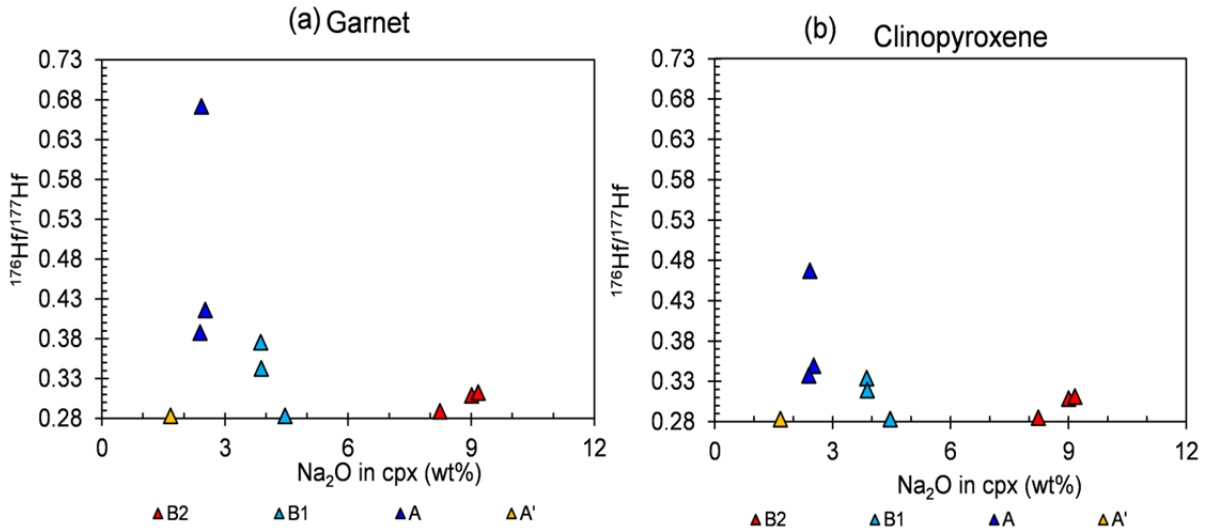 (a) Garnet
0.73
0.68
0.63
0.58
0.53
0.48
0.43
0.38
0.33
0.28
¹⁷⁶Hf/¹⁷⁷Hf
0 3 6 9 12
Na₂O in cpx (wt%)
B2 B1 A A'
(b) Clinopyroxene
0.73
0.68
0.63
0.58
0.53
0.48
0.43
0.38
0.33
0.28
¹⁷⁶Hf/¹⁷⁷Hf
0 3 6 9 12
Na₂O in cpx (wt%)
B2 B1 A A'